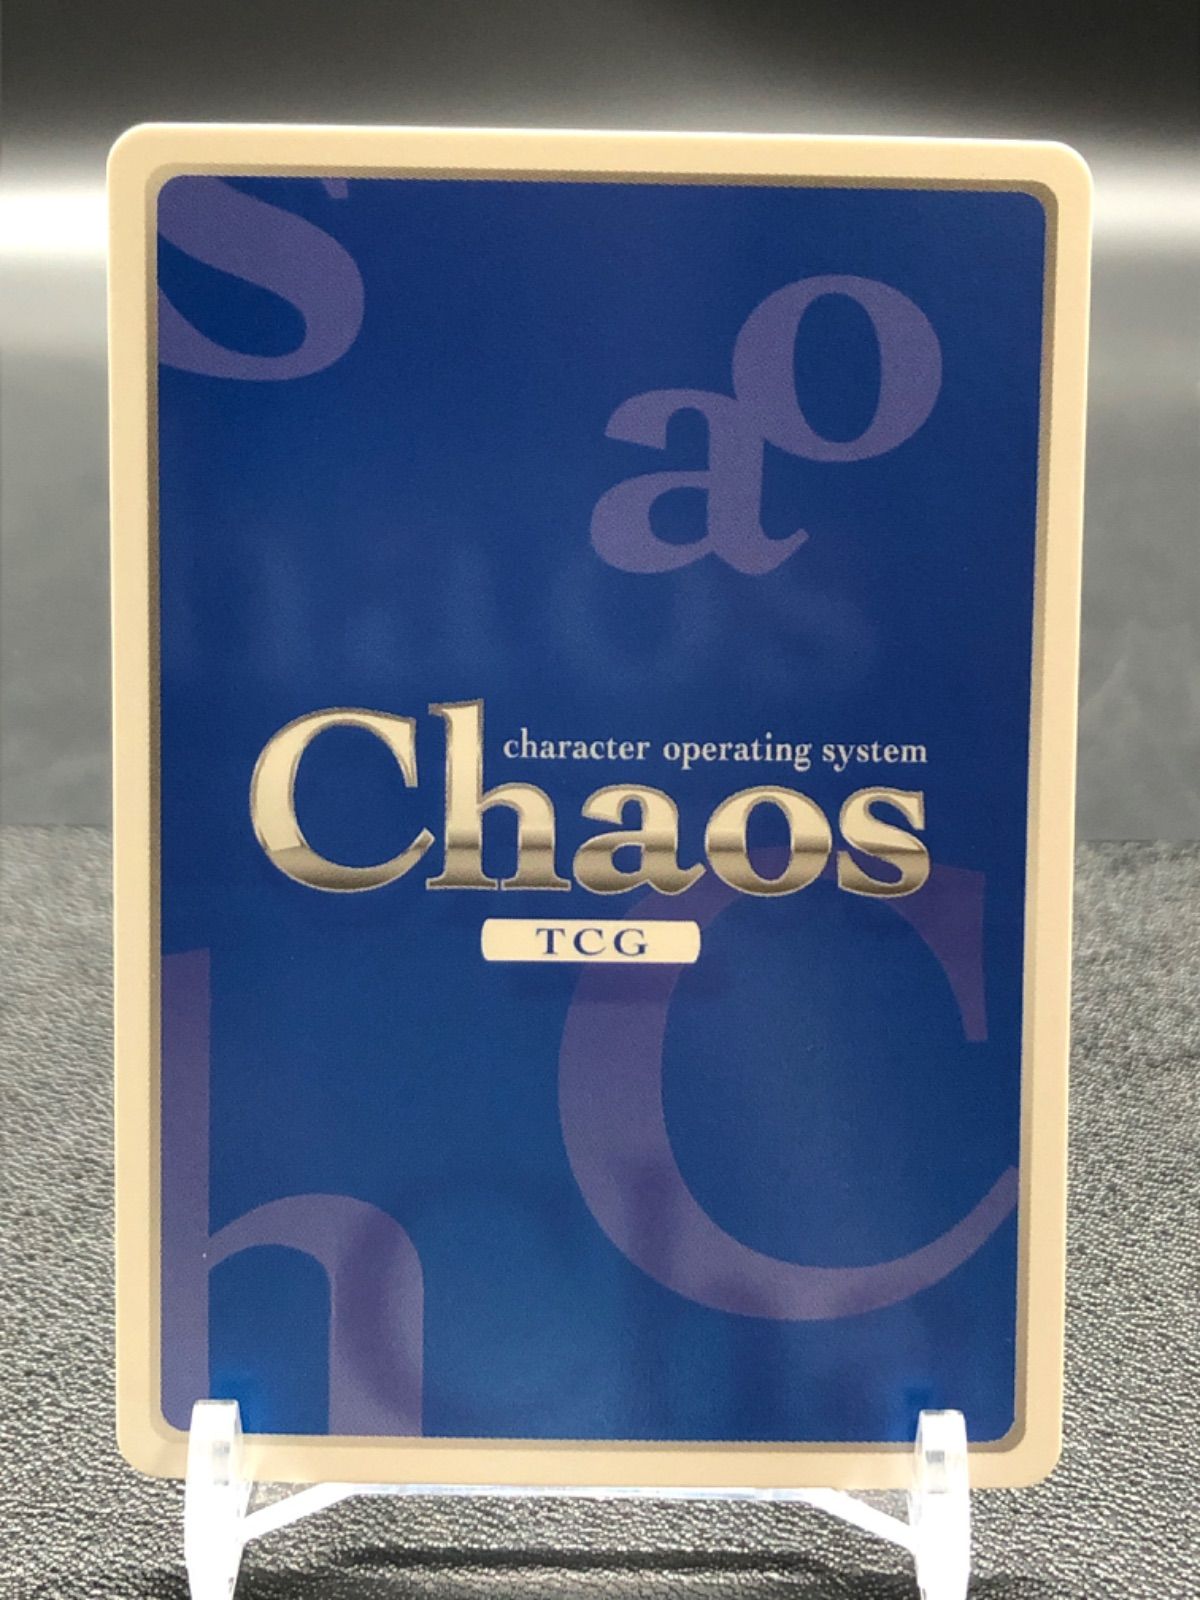 s
o
a
character operating system
Chaos
TCG
C
h